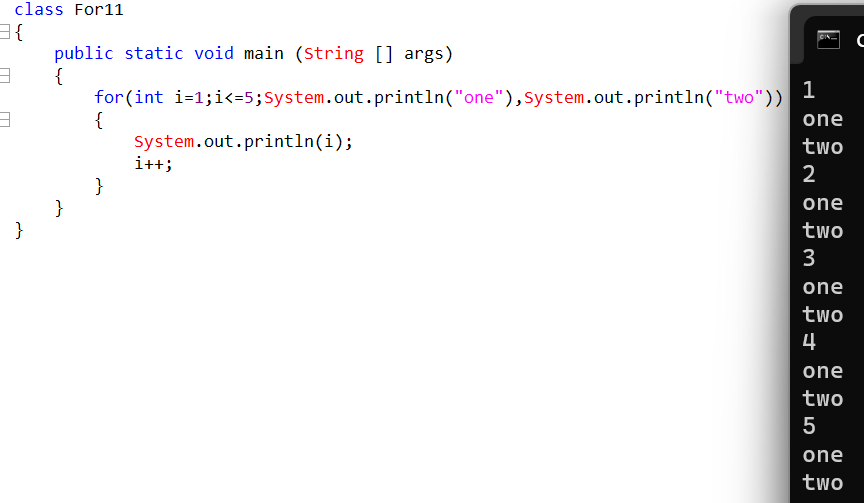 class For11
{
    public static void main (String [] args)
    {
        for(int i=1;i<=5;System.out.println("one"),System.out.println("two"))
        {
            System.out.println(i);
            i++;
        }
    }
}
1
one
two
2
one
two
3
one
two
4
one
two
5
one
two